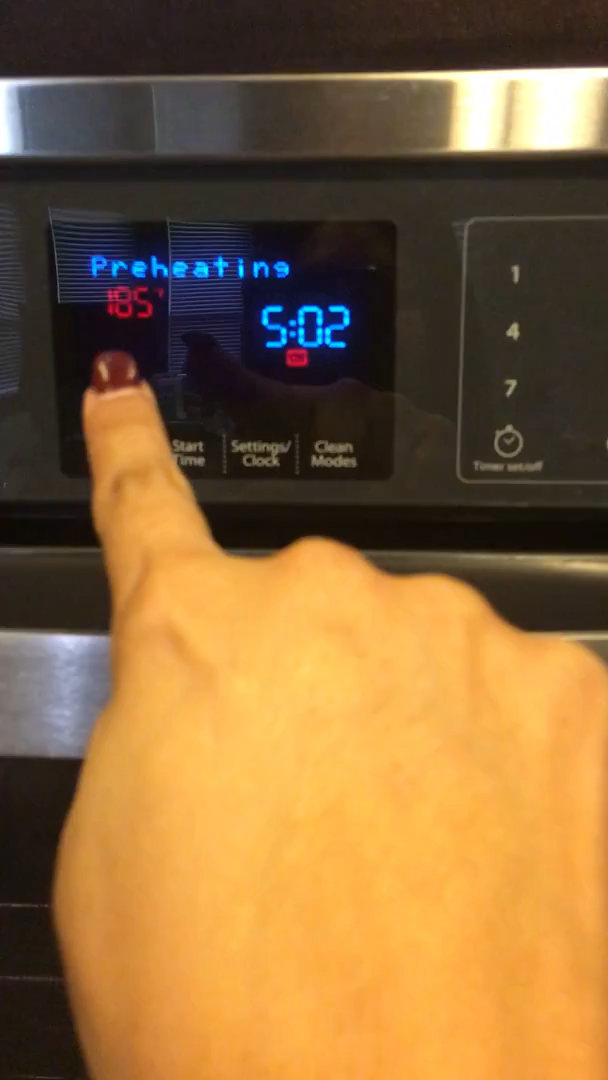 Preheating
185°
5:02
Start Time
Settings/
Clock
Clean
Modes
1
4
7
Timer set/off